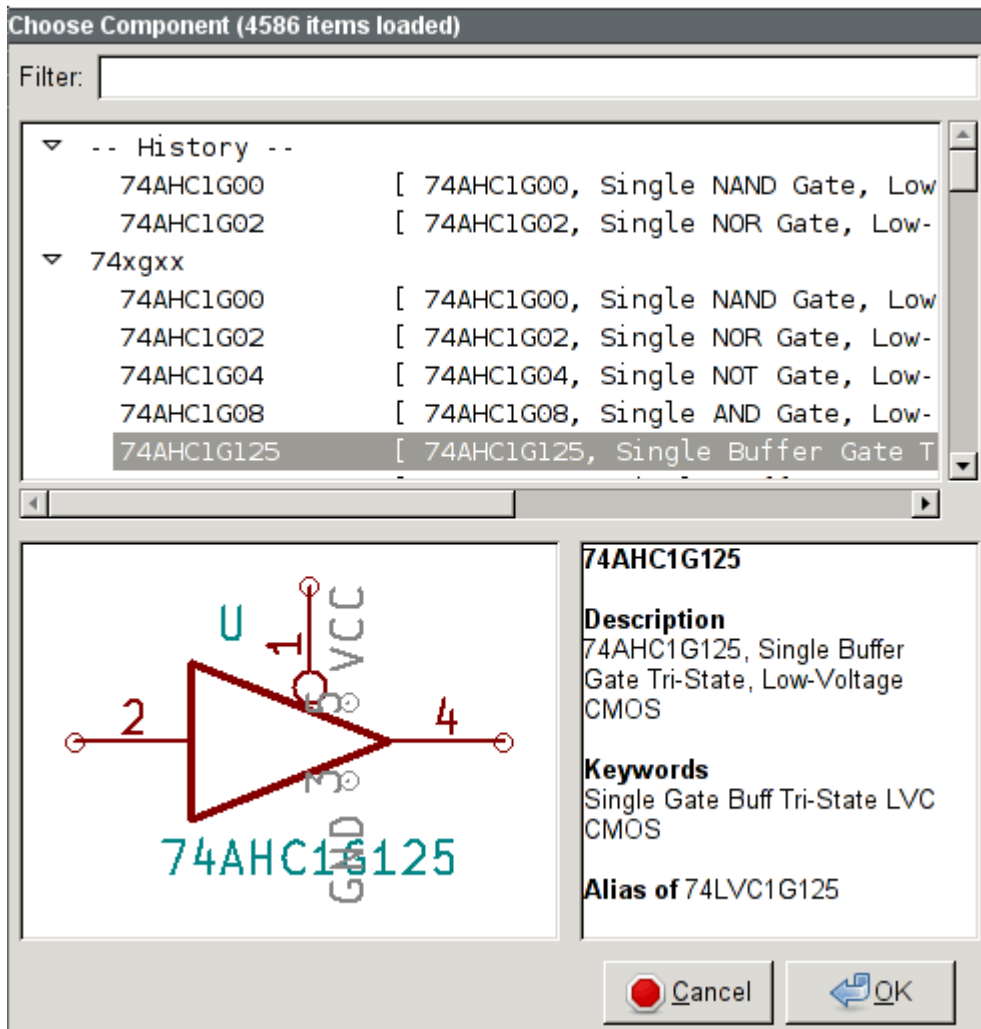 Choose Component (4586 items loaded)
Filter:
-- History --
74AHC1G00 [ 74AHC1G00, Single NAND Gate, Low
74AHC1G02 [ 74AHC1G02, Single NOR Gate, Low-
74xgxx
74AHC1G00 [ 74AHC1G00, Single NAND Gate, Low
74AHC1G02 [ 74AHC1G02, Single NOR Gate, Low-
74AHC1G04 [ 74AHC1G04, Single NOT Gate, Low-
74AHC1G08 [ 74AHC1G08, Single AND Gate, Low-
74AHC1G125 [ 74AHC1G125, Single Buffer Gate T
U
1
VCC
5
2
4
3
GND
74AHC1G125
74AHC1G125
Description
74AHC1G125, Single Buffer
Gate Tri-State, Low-Voltage
CMOS
Keywords
Single Gate Buff Tri-State LVC
CMOS
Alias of 74LVC1G125
Cancel
OK